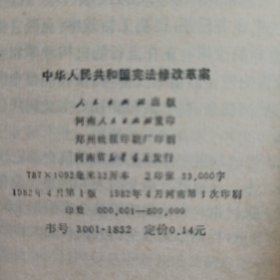 中华人民共和国宪法修改草案
人民出版社出版
河南人民出版社重印
郑州铁路印刷厂印刷
河南省新华书店发行
787×1092毫米32开本 2印张 33,000字
1982年4月第1版 1982年4月河南第1次印刷
印数 000,001—800,000
书号 3001·1832 定价0.14元